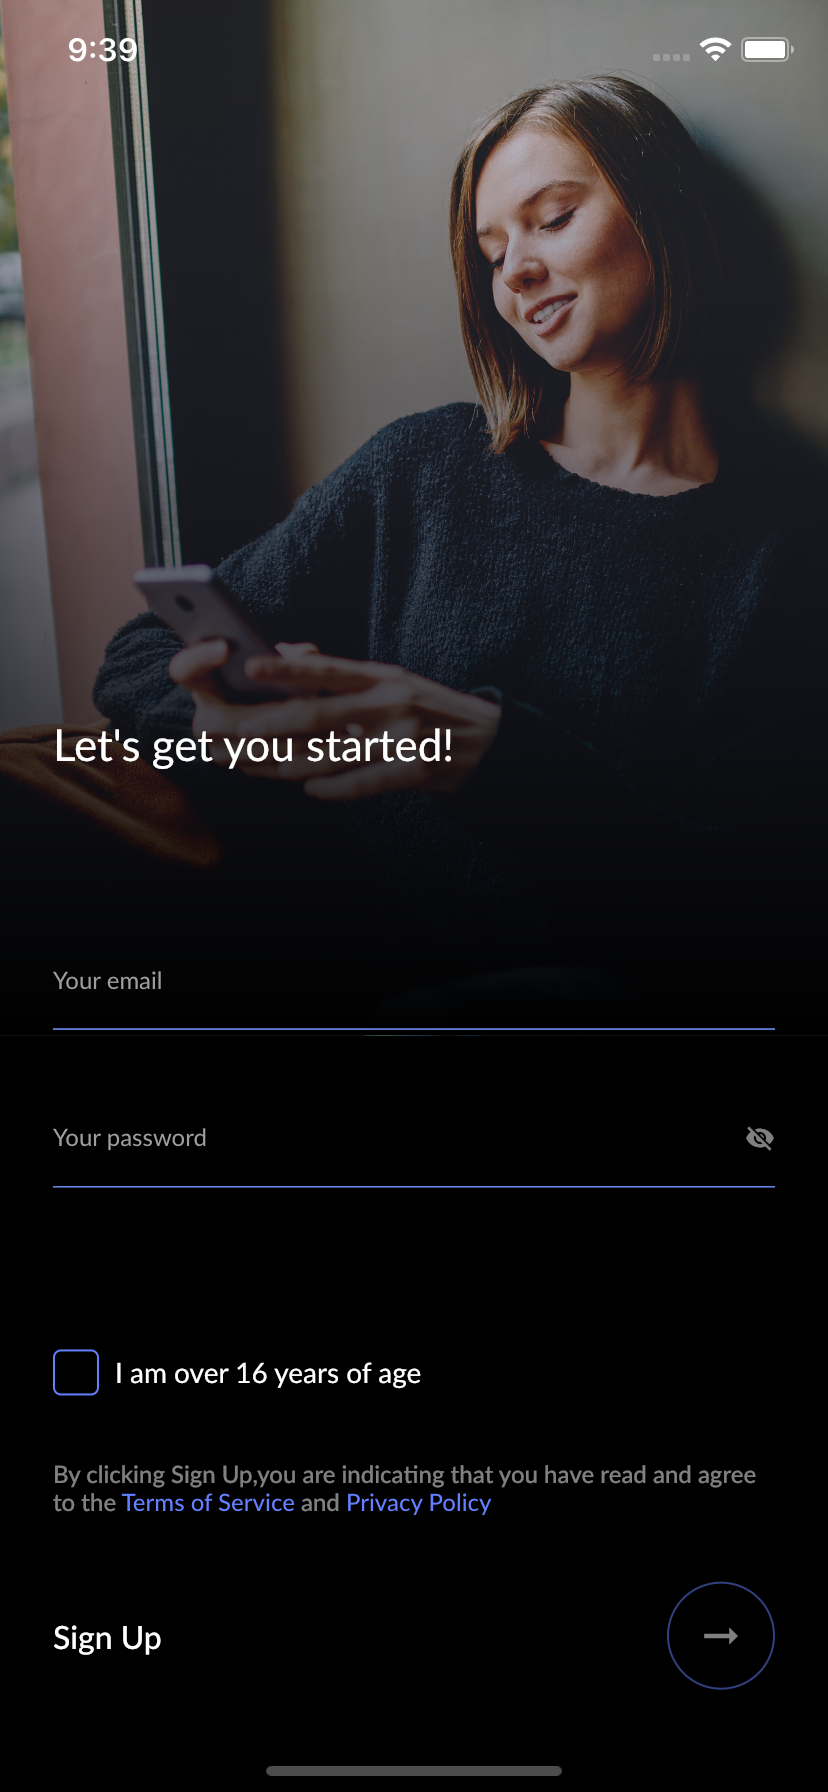 9:39
Let's get you started!
Your email
Your password
I am over 16 years of age
By clicking Sign Up,you are indicating that you have read and agree
to the Terms of Service and Privacy Policy
Sign Up